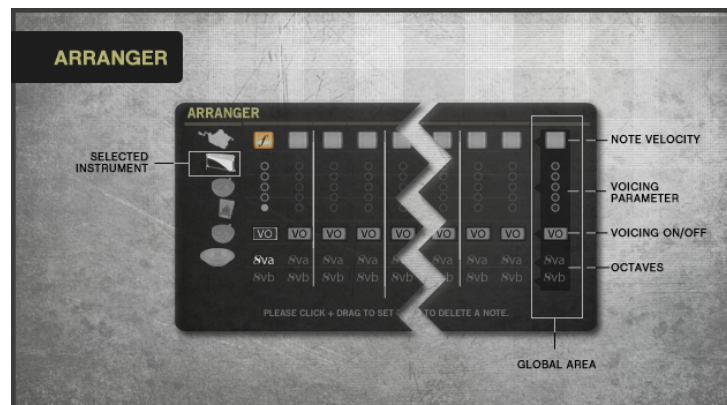 ARRANGER
ARRANGER
f
NOTE VELOCITY
SELECTED
INSTRUMENT
VOICING
PARAMETER
VO VO VO VO VO VO VO VO VO
VOICING ON/OFF
8va 8va 8va 8va 8va 8va 8va 8va
OCTAVES
8vb 8vb 8vb 8vb 8vb 8vb 8vb
PLEASE CLICK + DRAG TO SET TO DELETE A NOTE.
GLOBAL AREA